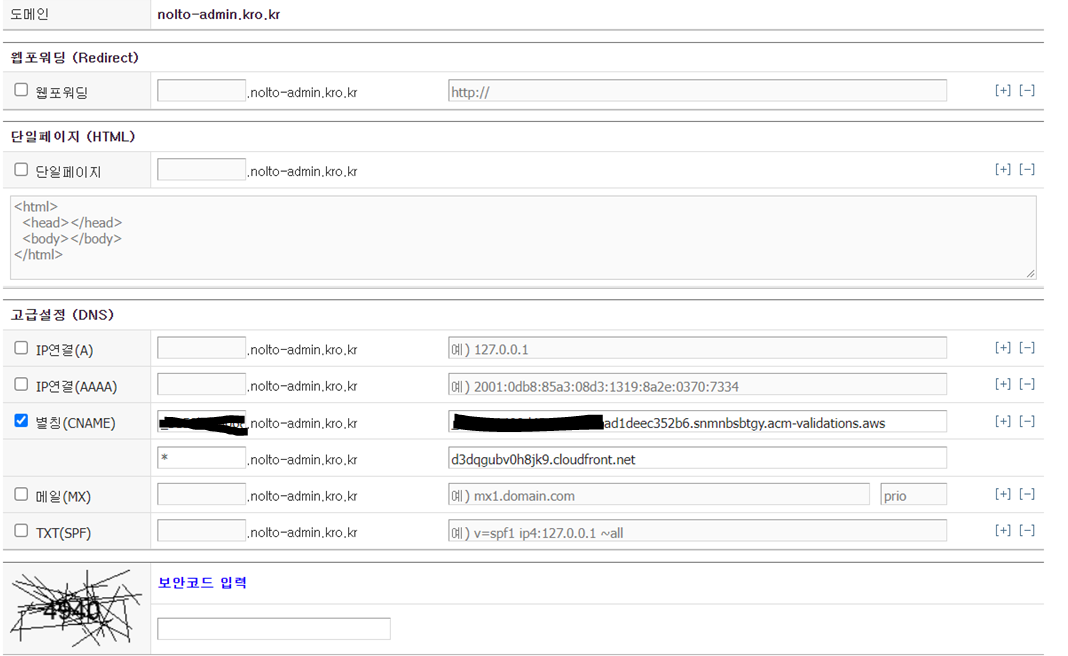 도메인 nolto-admin.kro.kr
웹포워딩 (Redirect)
웹포워딩 .nolto-admin.kro.kr http:// [+] [-]
단일페이지 (HTML)
단일페이지 .nolto-admin.kro.kr [+] [-]
<html>
<head></head>
<body></body>
</html>
고급설정 (DNS)
IP연결(A) .nolto-admin.kro.kr 예) 127.0.0.1 [+] [-]
IP연결(AAAA) .nolto-admin.kro.kr 예) 2001:0db8:85a3:08d3:1319:8a2e:0370:7334 [+] [-]
별칭(CNAME) .nolto-admin.kro.kr ad1deec352b6.snmnbsbtgy.acm-validations.aws [+] [-]
* .nolto-admin.kro.kr d3dqgubv0h8jk9.cloudfront.net
메일(MX) .nolto-admin.kro.kr 예) mx1.domain.com prio [+] [-]
TXT(SPF) .nolto-admin.kro.kr 예) v=spf1 ip4:127.0.0.1 ~all [+] [-]
보안코드 입력
4940